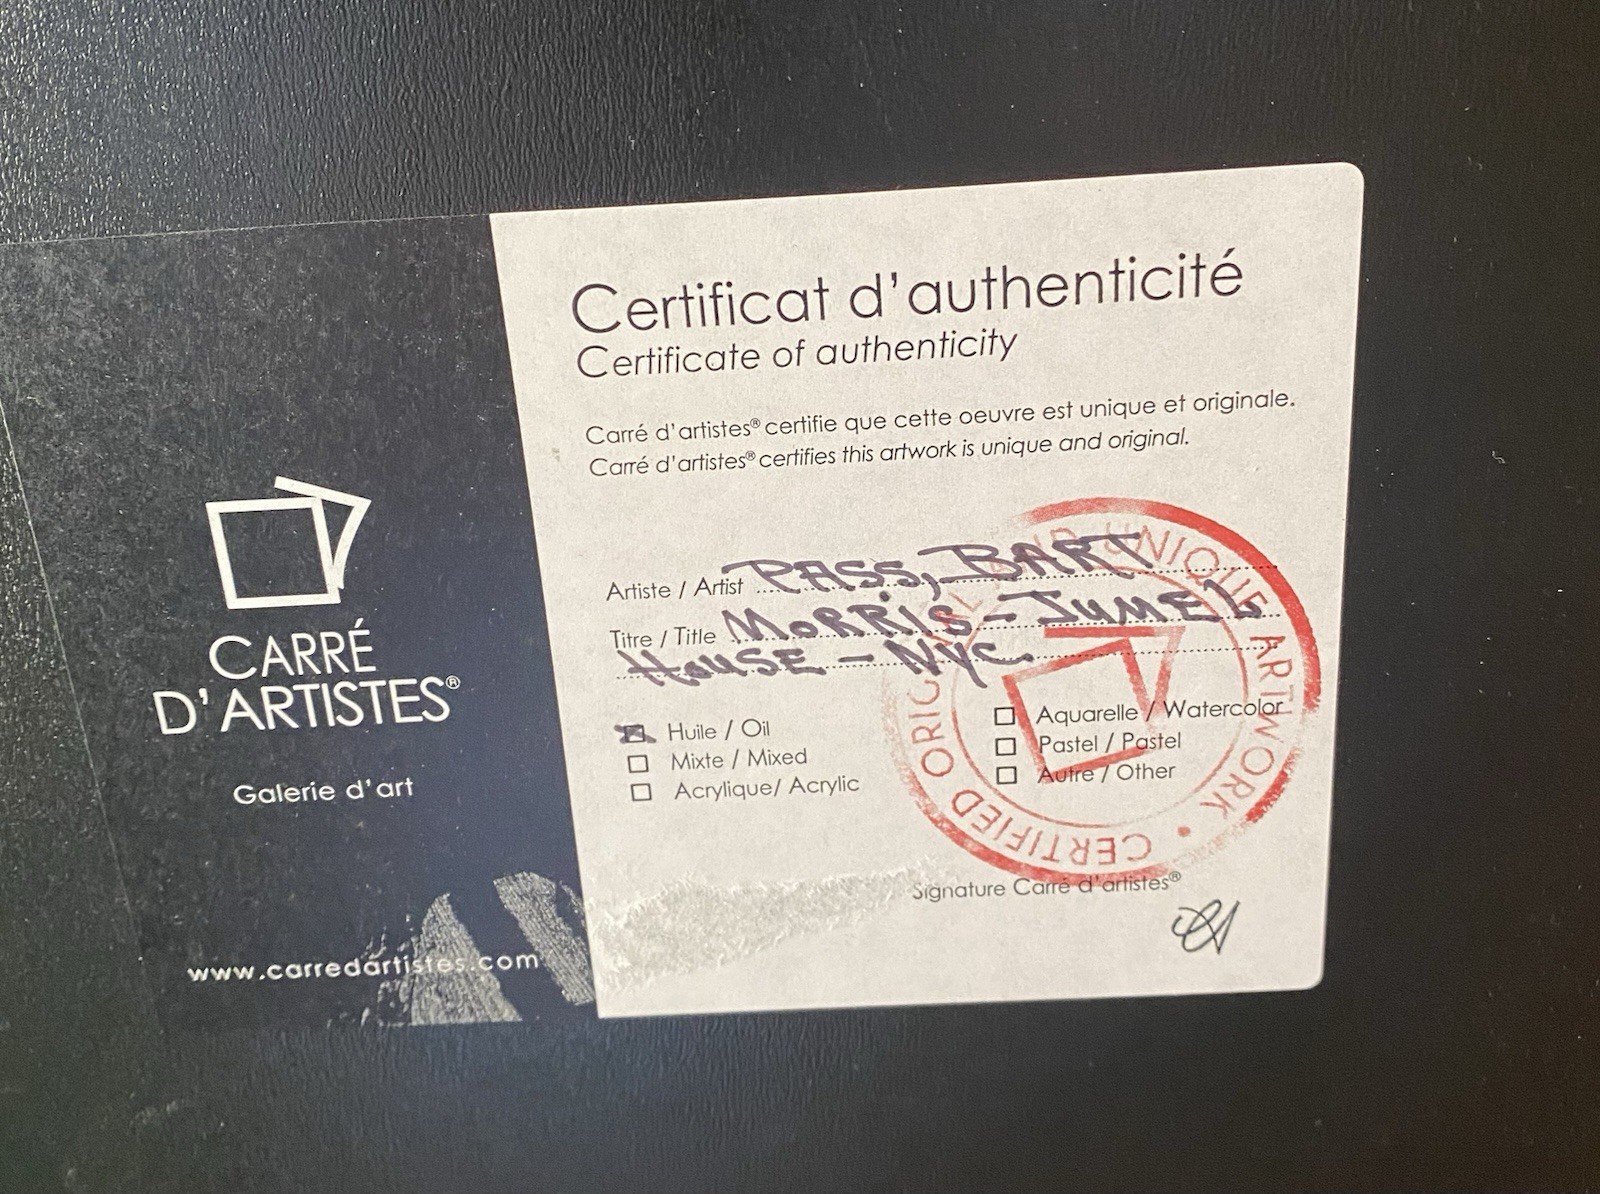 Certificat d'authenticité
Certificate of authenticity
Carré d'artistes® certifie que cette oeuvre est unique et originale.
Carré d'artistes® certifies this artwork is unique and original.
Artiste / Artist PASS, BART
Titre / Title MORRIS-JUMEL
HOUSE - NYC
Huile / Oil
Mixte / Mixed
Acrylique/ Acrylic
Aquarelle / Watercolor
Pastel / Pastel
Autre / Other
CERTIFIED ORIGINAL AND UNIQUE ARTWORK •
Signature Carré d'artistes®
CARRÉ
D'ARTISTES®
Galerie d'art
www.carredartistes.com